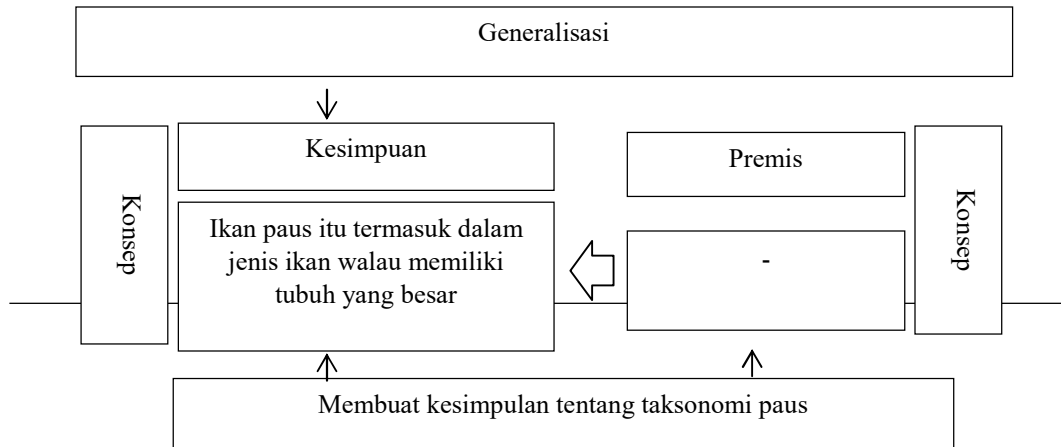 Generalisasi
Kesimpuan
Premis
Konsep
Ikan paus itu termasuk dalam
jenis ikan walau memiliki
tubuh yang besar
-
Konsep
Membuat kesimpulan tentang taksonomi paus